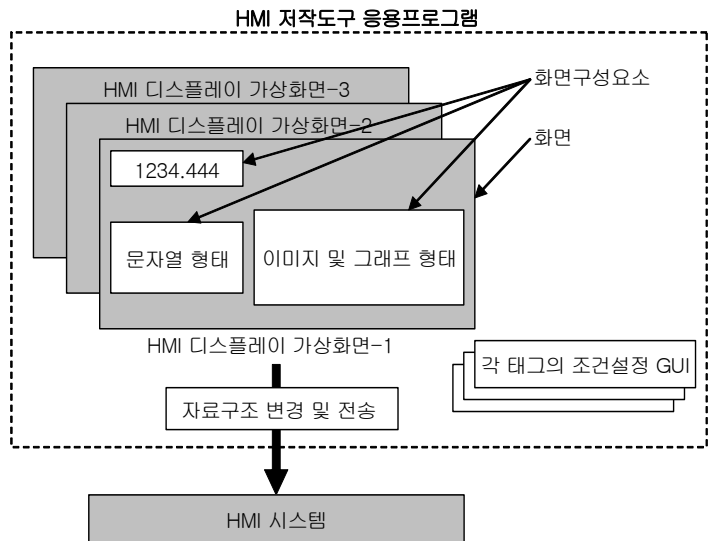 HMI 저작도구 응용프로그램
HMI 디스플레이 가상화면-3
화면구성요소
HMI 디스플레이 가상화면-2
화면
1234.444
문자열 형태
이미지 및 그래프 형태
HMI 디스플레이 가상화면-1
각 태그의 조건설정 GUI
자료구조 변경 및 전송
HMI 시스템